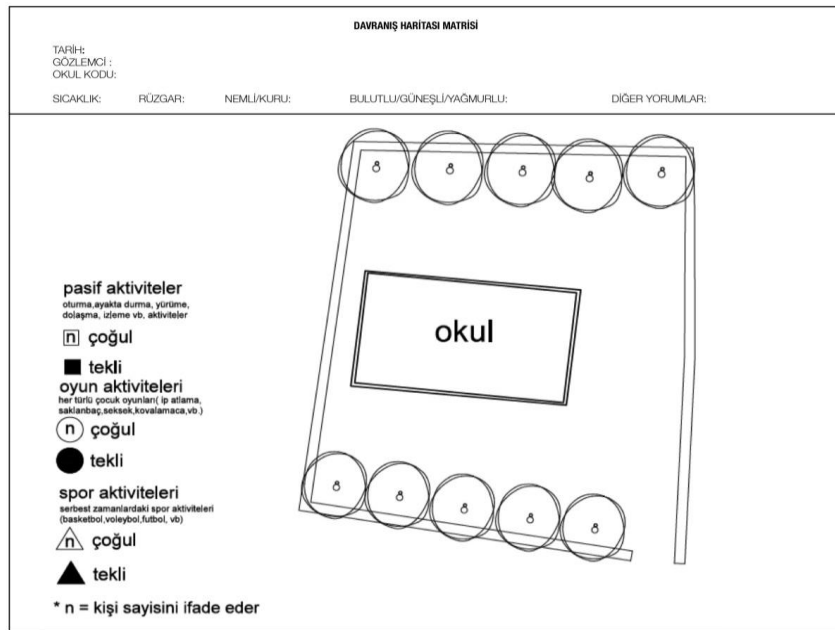 DAVRANIŞ HARİTASI MATRİSİ
TARİH:
GÖZLEMCİ :
OKUL KODU:
SICAKLIK: RÜZGAR: NEMLİ/KURU: BULUTLU/GÜNEŞLİ/YAĞMURLU: DİĞER YORUMLAR:
pasif aktiviteler
oturma,ayakta durma, yürüme,
dolaşma, izleme vb, aktiviteler
n çoğul
tekli
oyun aktiviteleri
her türlü çocuk oyunları( ip atlama,
saklanbaç,seksek,kovalamaca,vb.)
n çoğul
tekli
spor aktiviteleri
serbest zamanlardaki spor aktiviteleri
(basketbol,voleybol,futbol, vb)
n çoğul
tekli
* n = kişi sayisini ifade eder
okul